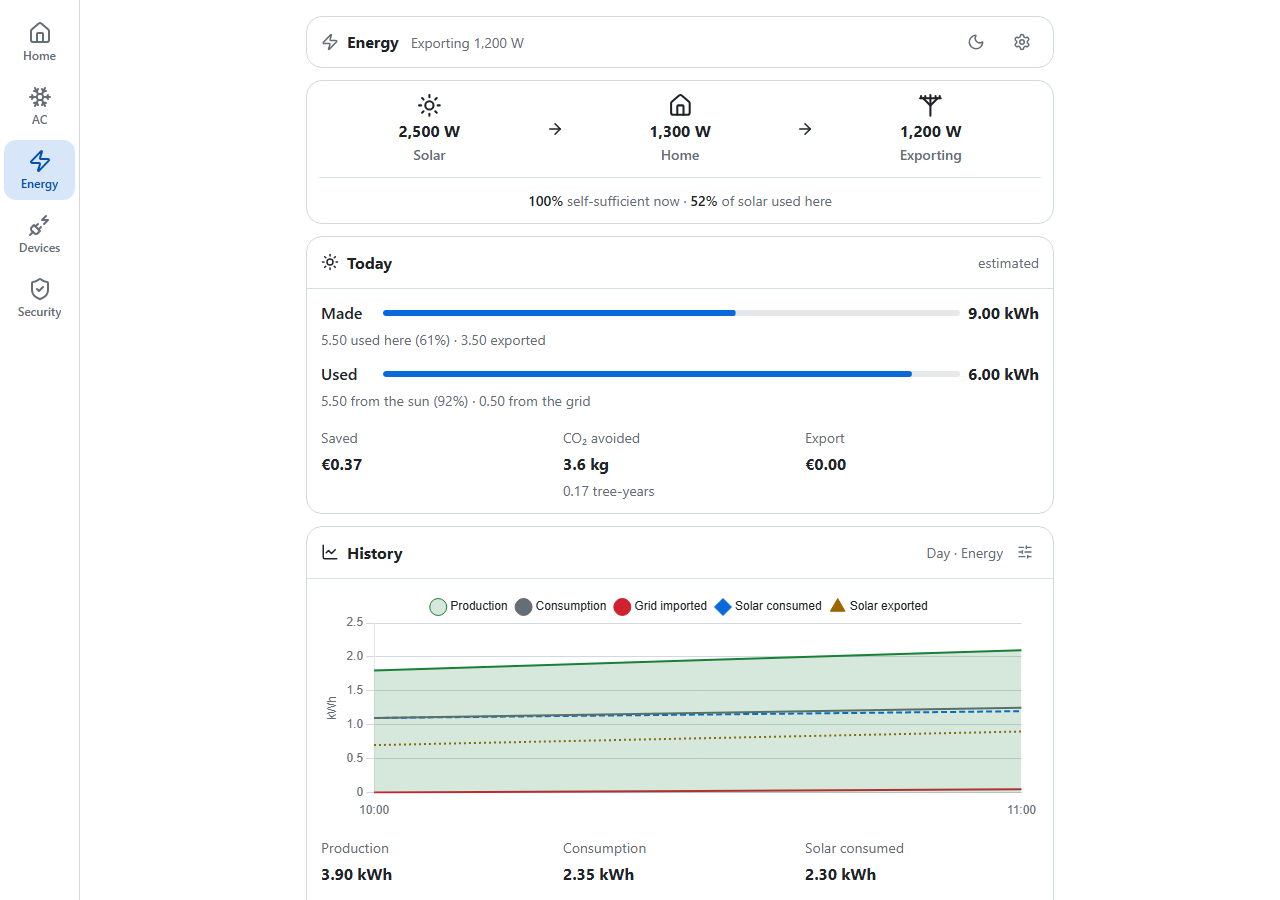 Home
AC
Energy
Devices
Security
Energy Exporting 1,200 W
2,500 W
Solar
1,300 W
Home
1,200 W
Exporting
100% self-sufficient now · 52% of solar used here
Today estimated
Made 9.00 kWh
5.50 used here (61%) · 3.50 exported
Used 6.00 kWh
5.50 from the sun (92%) · 0.50 from the grid
Saved
€0.37
CO₂ avoided
3.6 kg
0.17 tree-years
Export
€0.00
History Day · Energy
Production Consumption Grid imported Solar consumed Solar exported
kWh
2.5
2.0
1.5
1.0
0.5
0
10:00 11:00
Production
3.90 kWh
Consumption
2.35 kWh
Solar consumed
2.30 kWh